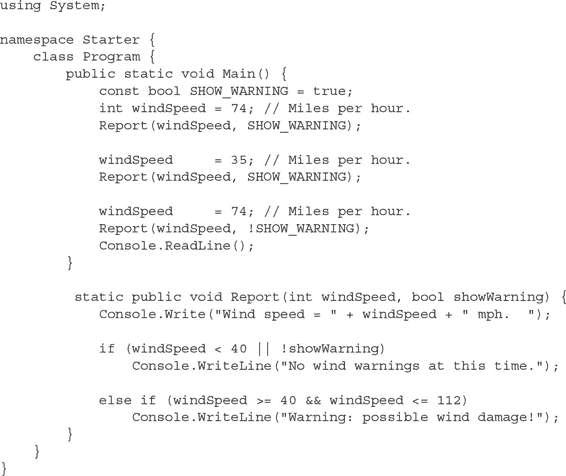 using System;

namespace Starter {
    class Program {
        public static void Main() {
            const bool SHOW_WARNING = true;
            int windSpeed = 74; // Miles per hour.
            Report(windSpeed, SHOW_WARNING);

            windSpeed     = 35; // Miles per hour.
            Report(windSpeed, SHOW_WARNING);

            windSpeed     = 74; // Miles per hour.
            Report(windSpeed, !SHOW_WARNING);
            Console.ReadLine();
        }

         static public void Report(int windSpeed, bool showWarning) {
            Console.Write("Wind speed = " + windSpeed + " mph.  ");

            if (windSpeed < 40 || !showWarning)
                Console.WriteLine("No wind warnings at this time.");

            else if (windSpeed >= 40 && windSpeed <= 112)
                Console.WriteLine("Warning: possible wind damage!");
        }
    }
}